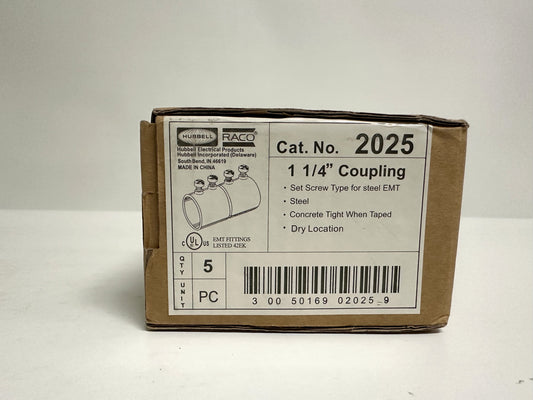 HUBBELL RACO
Hubbell Electrical Products
Hubbell Incorporated (Delaware)
South Bend, IN 46619
MADE IN CHINA
Cat. No. 2025
1 1/4” Coupling
• Set Screw Type for steel EMT
• Steel
• Concrete Tight When Taped
• Dry Location
C UL US EMT FITTINGS
LISTED 42EK
QTY 5
UNIT PC
3 00 50169 02025 9